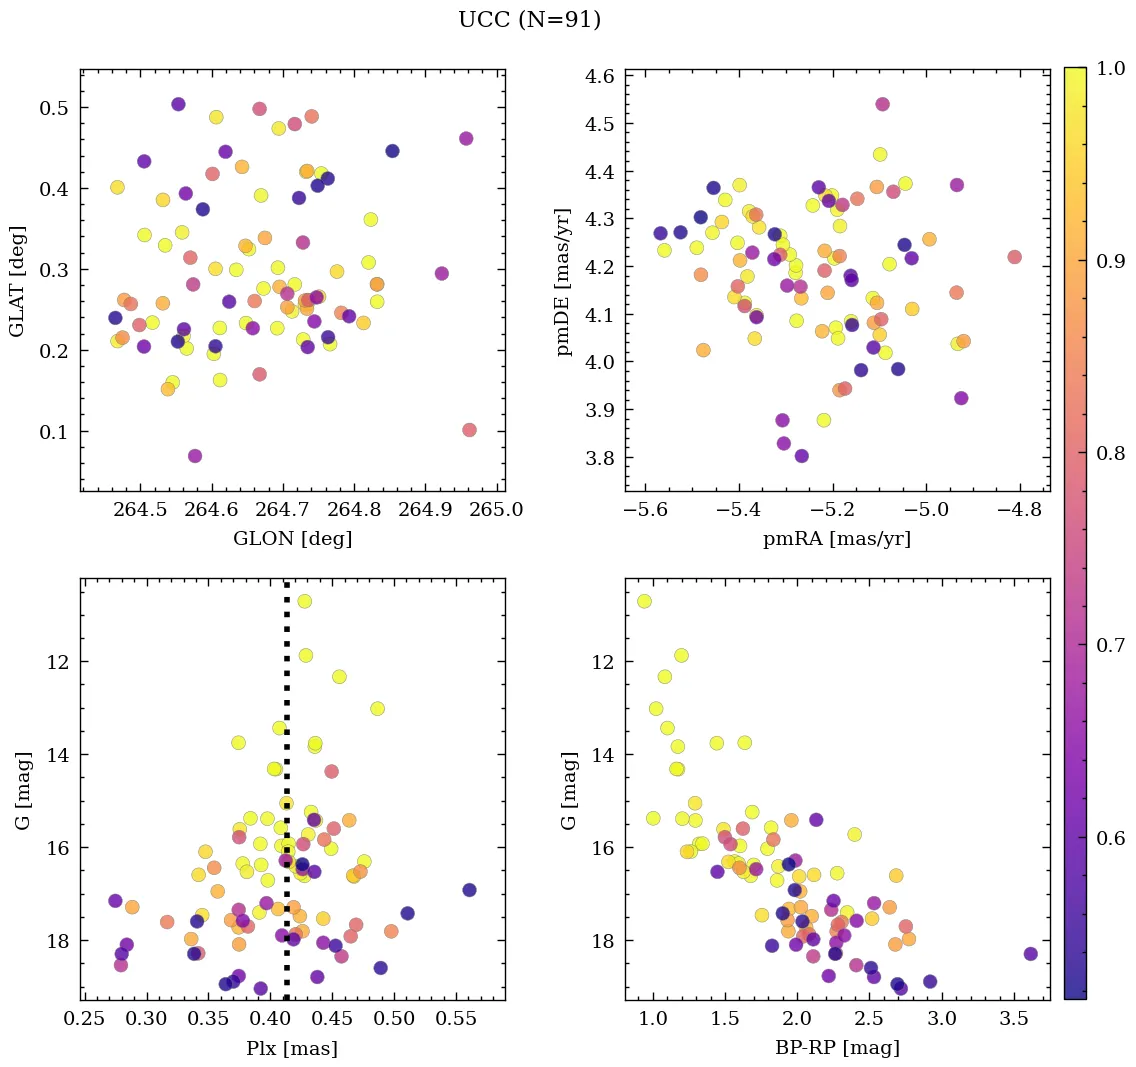 UCC (N=91)
0.5
0.4
0.3
0.2
0.1
GLAT [deg]
264.5 264.6 264.7 264.8 264.9 265.0
GLON [deg]
4.6
4.5
4.4
4.3
4.2
4.1
4.0
3.9
3.8
pmDE [mas/yr]
−5.6 −5.4 −5.2 −5.0 −4.8
pmRA [mas/yr]
1.0
0.9
0.8
0.7
0.6
12
14
16
18
G [mag]
0.25 0.30 0.35 0.40 0.45 0.50 0.55
Plx [mas]
12
14
16
18
G [mag]
1.0 1.5 2.0 2.5 3.0 3.5
BP-RP [mag]